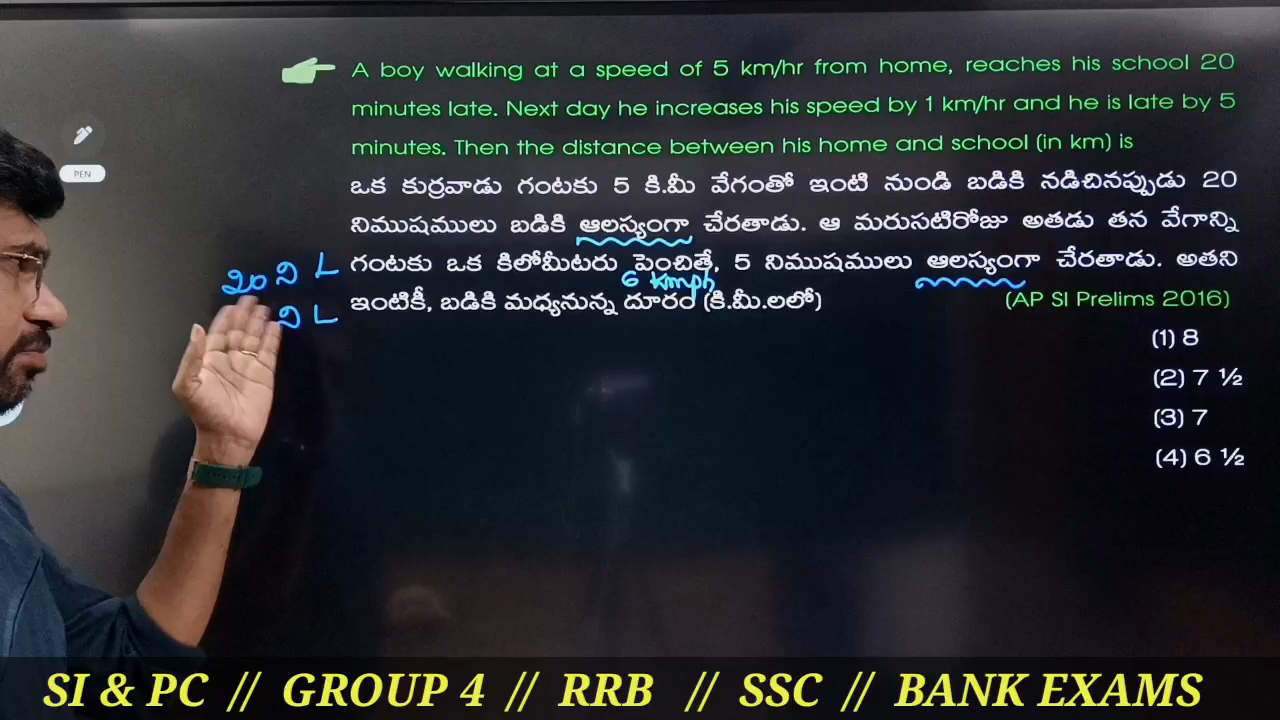 A boy walking at a speed of 5 km/hr from home, reaches his school 20
minutes late. Next day he increases his speed by 1 km/hr and he is late by 5
minutes. Then the distance between his home and school (in km) is
PEN
ఒక కుర్రవాడు గంటకు 5 కి.మీ వేగంతో ఇంటి నుండి బడికి నడిచినప్పుడు 20
నిముషములు బడికి ఆలస్యంగా చేరతాడు. ఆ మరుసటిరోజు అతడు తన వేగాన్ని
20 ని L
గంటకు ఒక కిలోమీటరు పెంచితే, 5 నిముషములు ఆలస్యంగా చేరతాడు. అతని
6 kmph
ని L
ఇంటికీ, బడికి మధ్యనున్న దూరం (కి.మీ.లలో)
(AP SI Prelims 2016)
(1) 8
(2) 7 ½
(3) 7
(4) 6 ½
SI & PC // GROUP 4 // RRB // SSC // BANK EXAMS